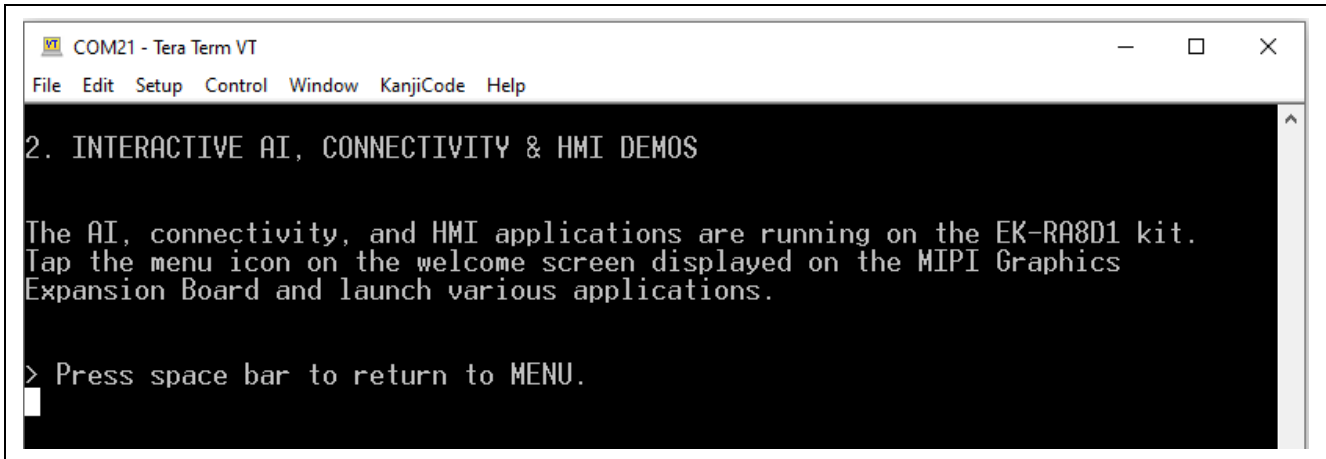 COM21 - Tera Term VT
File Edit Setup Control Window KanjiCode Help
2. INTERACTIVE AI, CONNECTIVITY & HMI DEMOS
The AI, connectivity, and HMI applications are running on the EK-RA8D1 kit.
Tap the menu icon on the welcome screen displayed on the MIPI Graphics
Expansion Board and launch various applications.
> Press space bar to return to MENU.